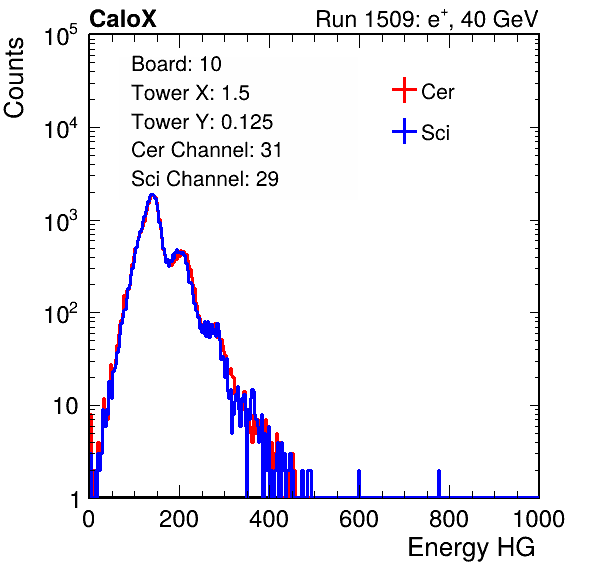 CaloX Run 1509: e⁺, 40 GeV
Counts
Board: 10
Tower X: 1.5
Tower Y: 0.125
Cer Channel: 31
Sci Channel: 29
Cer
Sci
10⁵
10⁴
10³
10²
10
1
0 200 400 600 800 1000
Energy HG